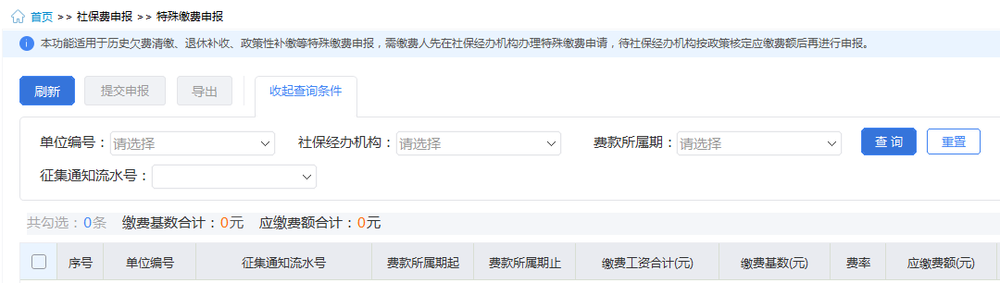 首页 >> 社保费申报 >> 特殊缴费申报
本功能适用于历史欠费清缴、退休补收、政策性补缴等特殊缴费申报，需缴费人先在社保经办机构办理特殊缴费申请，待社保经办机构按政策核定应缴费额后再进行申报。
刷新 提交申报 导出 收起查询条件
单位编号： 请选择 社保经办机构： 请选择 费款所属期： 请选择 查询 重置
征集通知流水号：
共勾选：0条 缴费基数合计：0元 应缴费额合计：0元
序号 单位编号 征集通知流水号 费款所属期起 费款所属期止 缴费工资合计(元) 缴费基数(元) 费率 应缴费额(元)